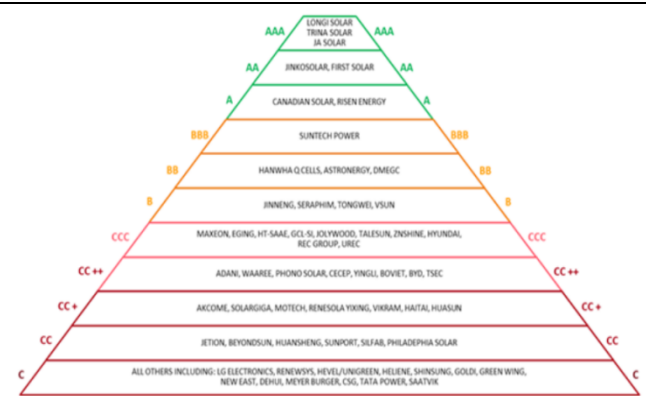 LONGI SOLAR
AAA TRINA SOLAR AAA
JA SOLAR
AA JINKOSOLAR, FIRST SOLAR AA
A CANADIAN SOLAR, RISEN ENERGY A
BBB SUNTECH POWER BBB
BB HANWHA Q CELLS, ASTRONERGY, DMEGC BB
B JINNENG, SERAPHIM, TONGWEI, VSUN B
CCC MAXEON, EGING, HT-SAAE, GCL-SI, JOLYWOOD, TALESUN, ZNSHINE, HYUNDAI, CCC
REC GROUP, UREC
CC ++ ADANI, WAAREE, PHONO SOLAR, CECEP, YINGLI, BOVIET, BYD, TSEC CC ++
CC + AKCOME, SOLARGIGA, MOTECH, RENESOLA YIXING, VIKRAM, HAITAI, HUASUN CC +
CC JETION, BEYONDSUN, HUANSHENG, SUNPORT, SILFAB, PHILADEPHIA SOLAR CC
C ALL OTHERS INCLUDING: LG ELECTRONICS, RENEWSYS, HEVEL/UNIGREEN, HELIENE, SHINSUNG, GOLDI, GREEN WING, C
NEW EAST, DEHUI, MEYER BURGER, CSG, TATA POWER, SAATVIK